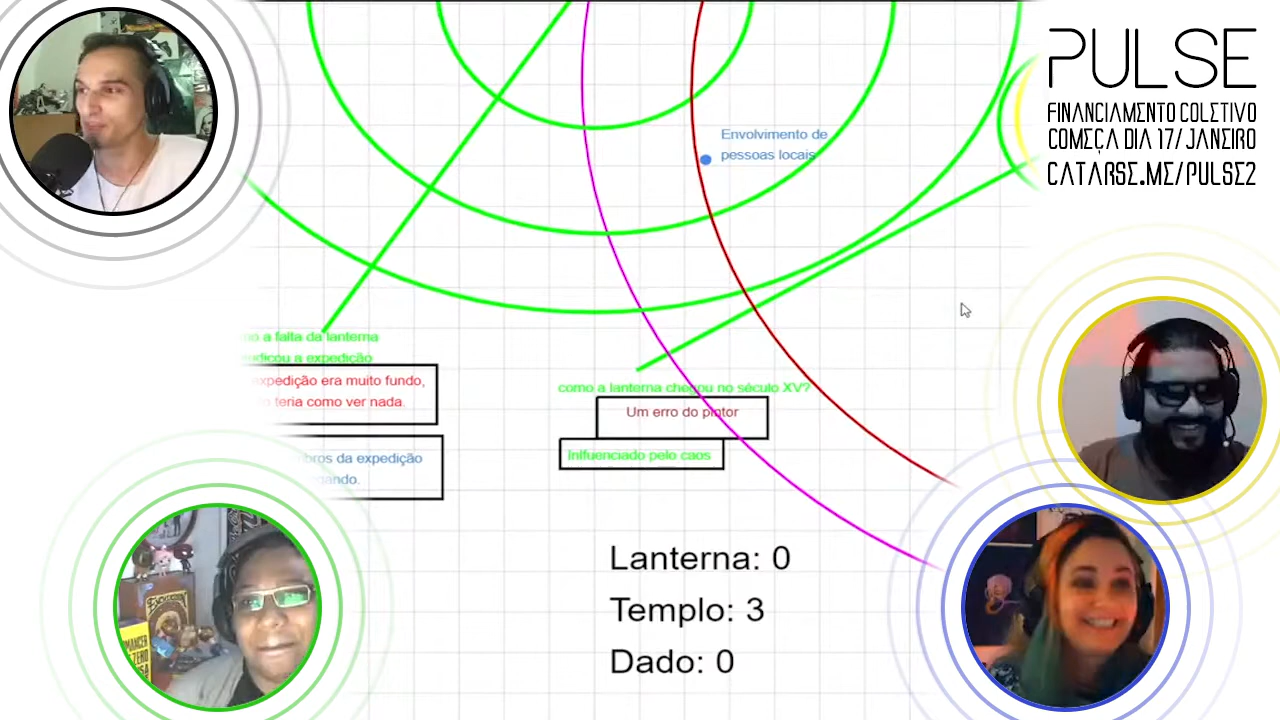 PULSE
FINANCIAMENTO COLETIVO
COMEÇA DIA 17/JANEIRO
CATARSE.ME/PULSE2
Envolvimento de
pessoas locais
a falta da lanterna
a expedição
expedição era muito fundo,
teria como ver nada.
da expedição
como a lanterna chegou no século XV?
Um erro do pintor
Inlfuenciado pelo caos
Lanterna: 0
Templo: 3
Dado: 0